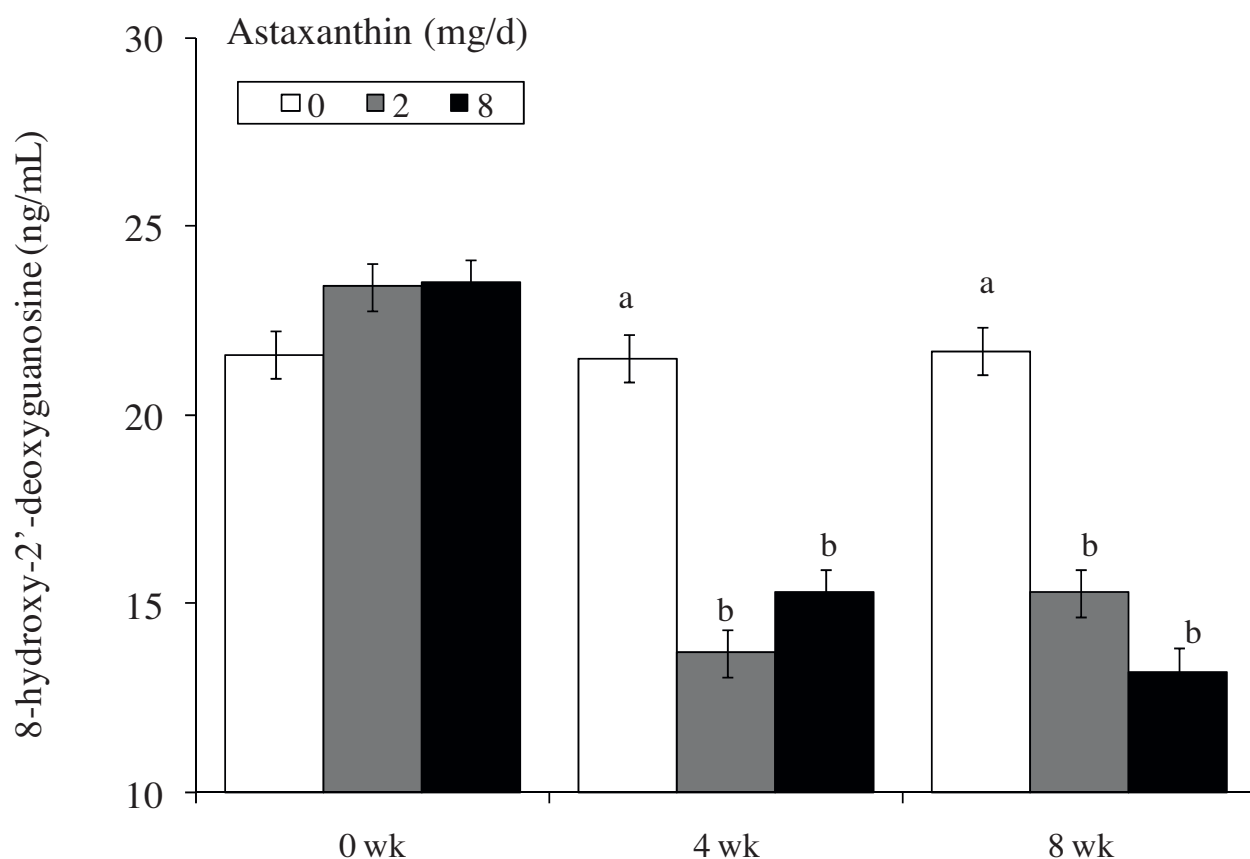 Astaxanthin (mg/d)
0 2 8
8-hydroxy-2’-deoxyguanosine (ng/mL)
30
25
20
15
10
a
b
b
a
b
b
0 wk 4 wk 8 wk